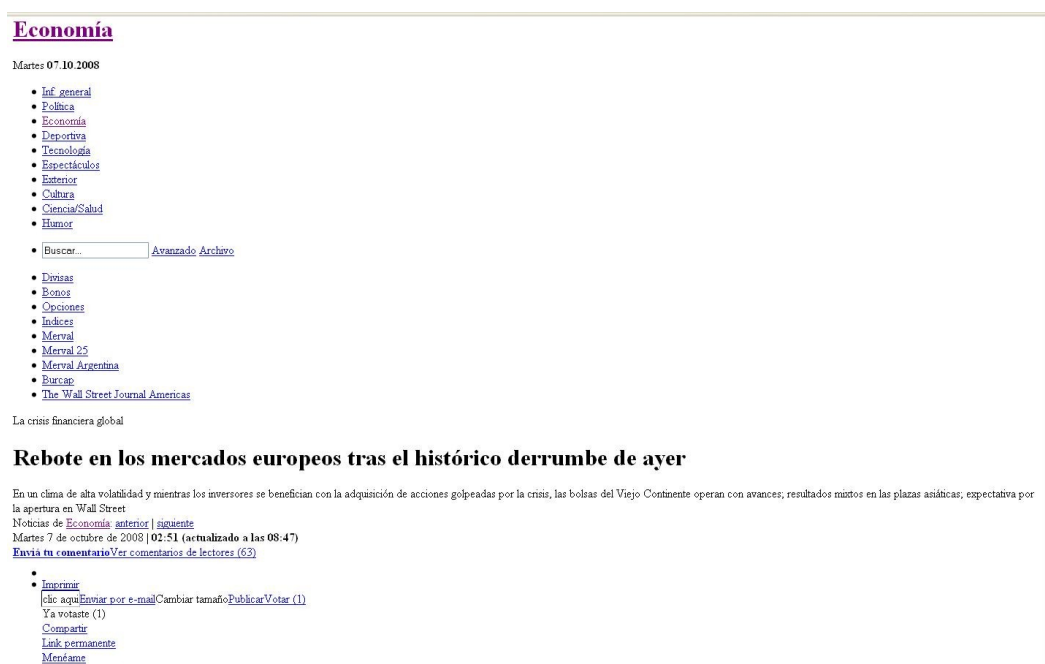 Economía
Martes 07.10.2008
Inf. general
Política
Economía
Deportiva
Tecnología
Espectáculos
Exterior
Cultura
Ciencia/Salud
Humor
Buscar... Avanzado Archivo
Divisas
Bonos
Opciones
Indices
Merval
Merval 25
Merval Argentina
Burcap
The Wall Street Journal Americas
La crisis financiera global
Rebote en los mercados europeos tras el histórico derrumbe de ayer
En un clima de alta volatilidad y mientras los inversores se benefician con la adquisición de acciones golpeadas por la crisis, las bolsas del Viejo Continente operan con avances; resultados mixtos en las plazas asiáticas; expectativa por
la apertura en Wall Street
Noticias de Economía: anterior | siguiente
Martes 7 de octubre de 2008 | 02:51 (actualizado a las 08:47)
Enviá tu comentarioVer comentarios de lectores (63)
Imprimir
clic aquiEnviar por e-mailCambiar tamañoPublicarVotar (1)
Ya votaste (1)
Compartir
Link permanente
Menéame